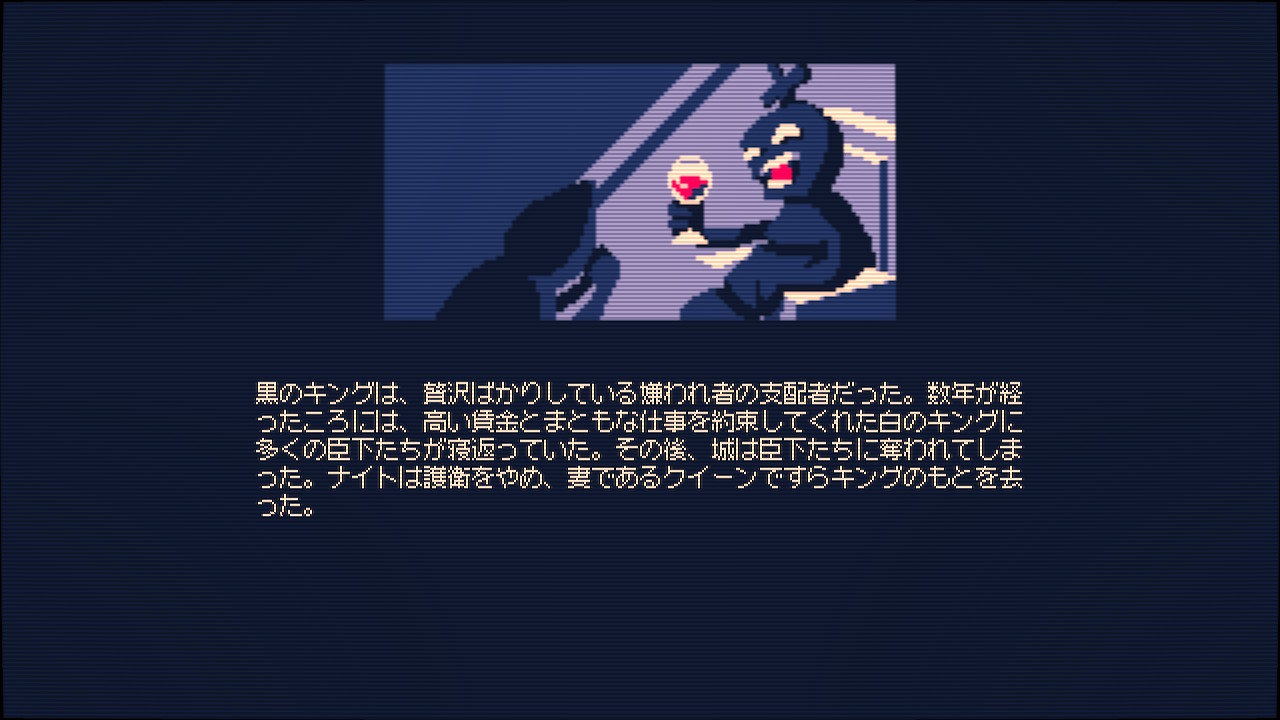 黒のキングは、贅沢ばかりしている嫌われ者の支配者だった。数年が経
ったころには、高い賃金とまともな仕事を約束してくれた白のキングに
多くの臣下たちが寝返っていた。その後、城は臣下たちに奪われてしま
った。ナイトは護衛をやめ、妻であるクイーンですらキングのもとを去
った。